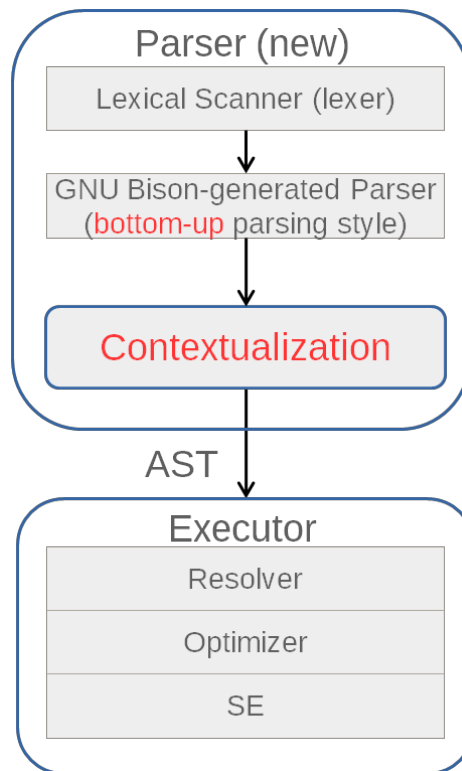 Parser (new)
Lexical Scanner (lexer)
GNU Bison-generated Parser
(bottom-up parsing style)
Contextualization
AST
Executor
Resolver
Optimizer
SE